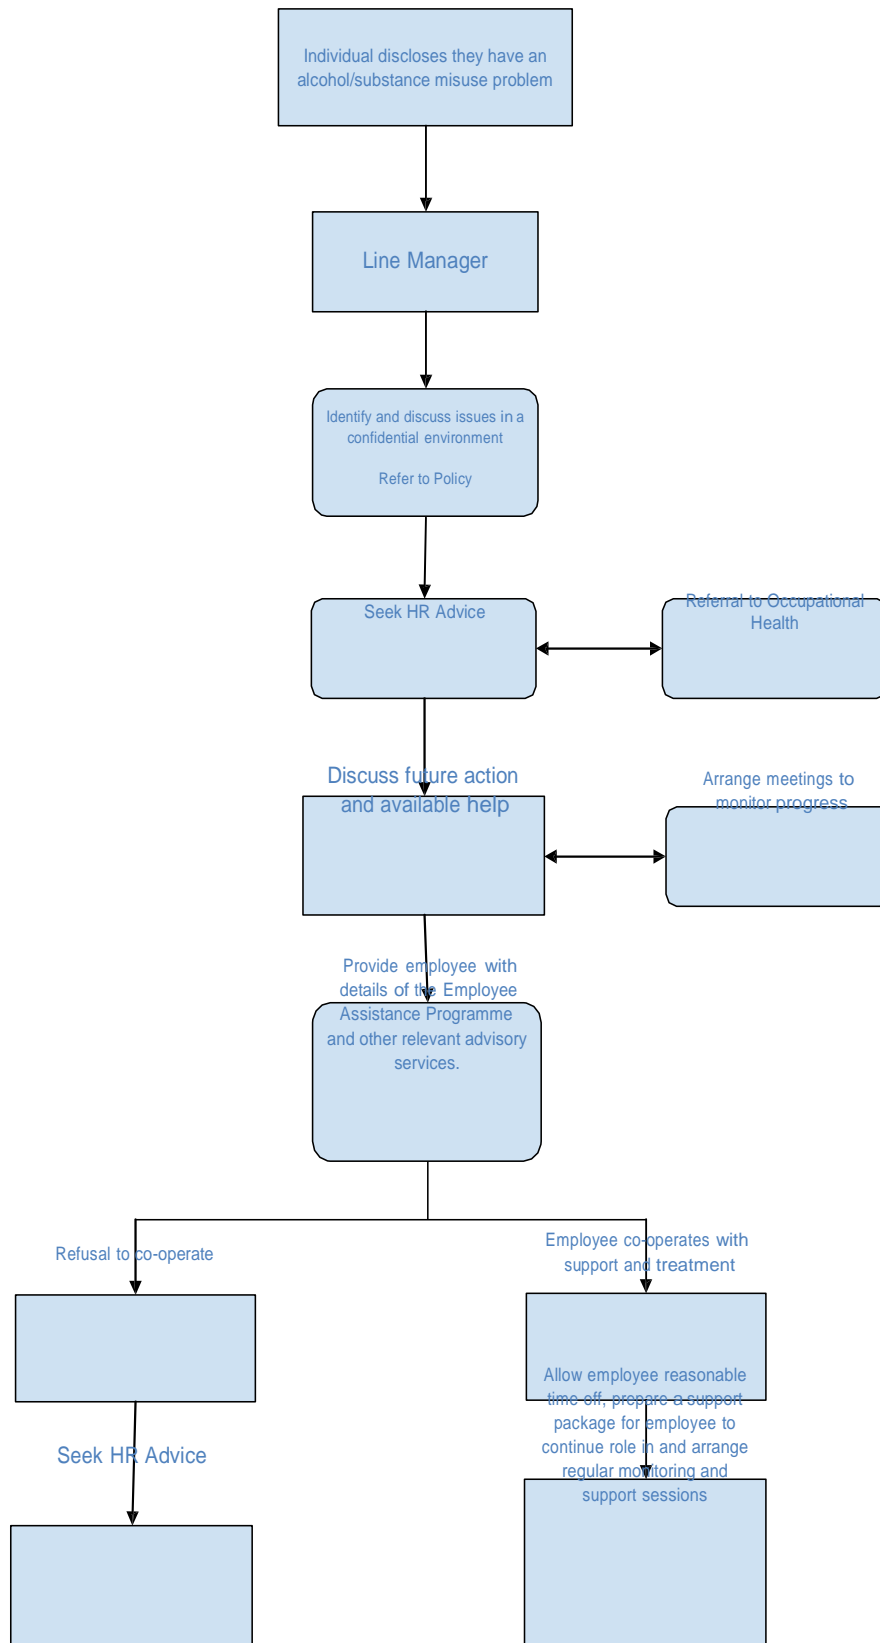 Individual discloses they have an
alcohol/substance misuse problem
Line Manager
Identify and discuss issues in a
confidential environment
Refer to Policy
Seek HR Advice
Referral to Occupational
Health
Discuss future action
and available help
Arrange meetings to
monitor progress
Provide employee with
details of the Employee
Assistance Programme
and other relevant advisory
services.
Refusal to co-operate
Employee co-operates with
support and treatment
Seek HR Advice
Allow employee reasonable
time off, prepare a support
package for employee to
continue role in and arrange
regular monitoring and
support sessions